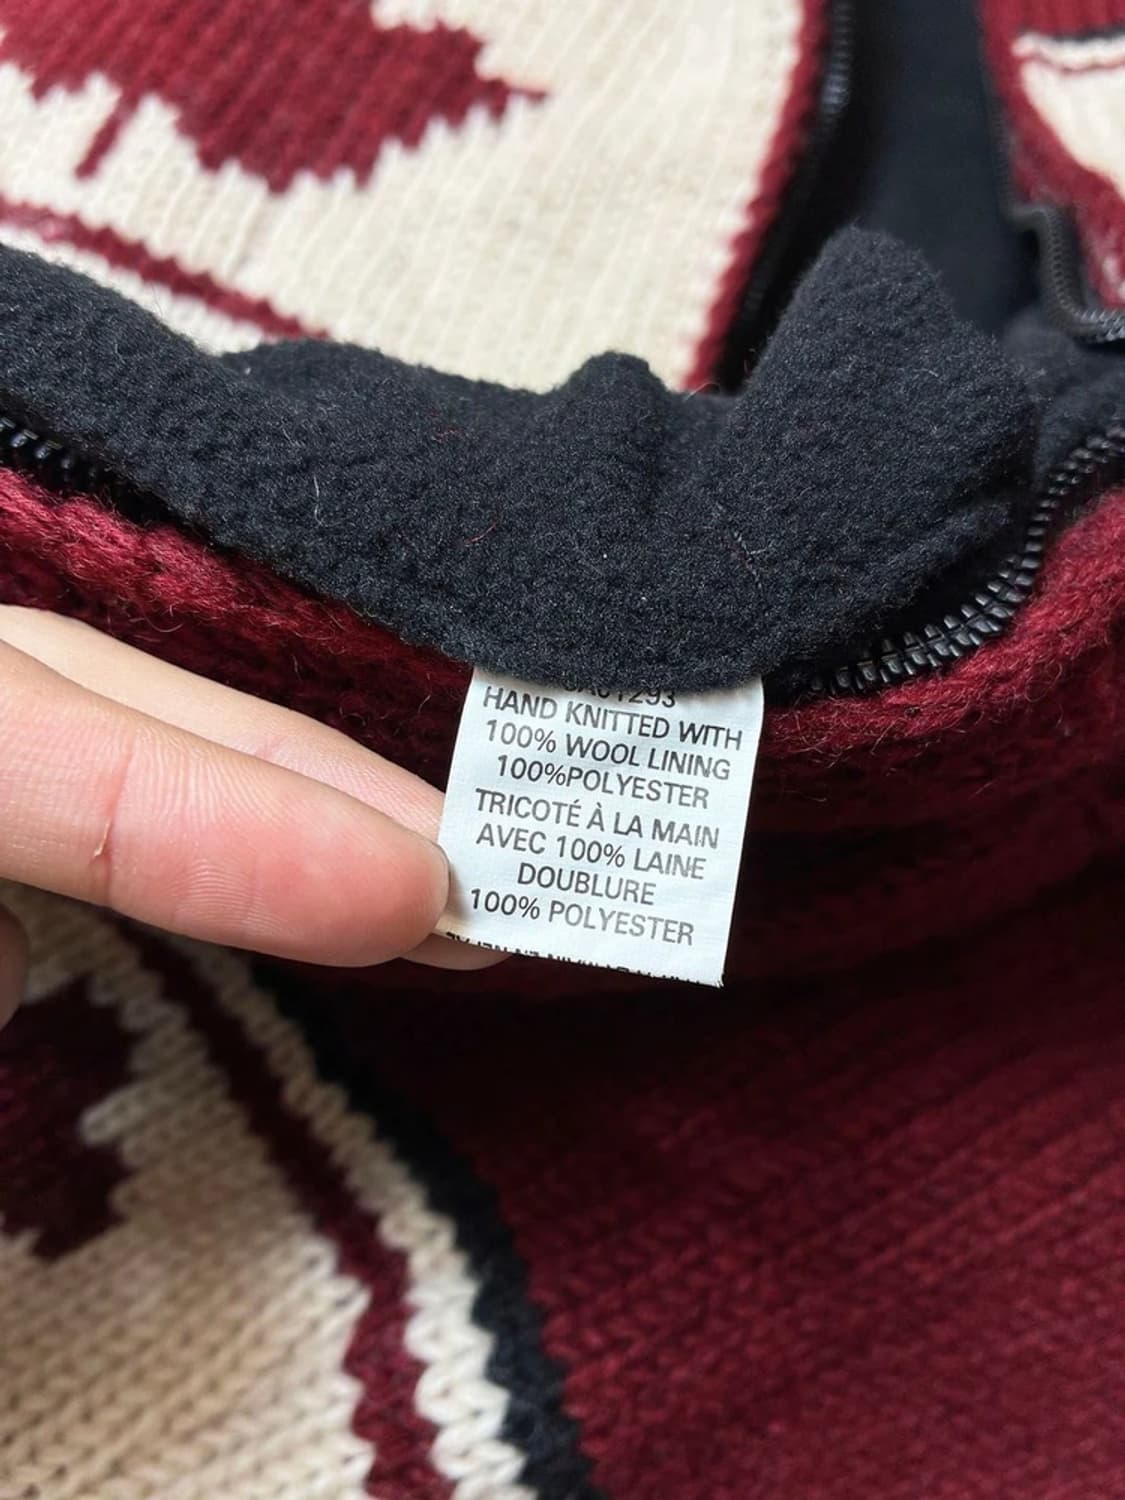 HAND KNITTED WITH
100% WOOL LINING
100%POLYESTER
TRICOTÉ À LA MAIN
AVEC 100% LAINE
DOUBLURE
100% POLYESTER